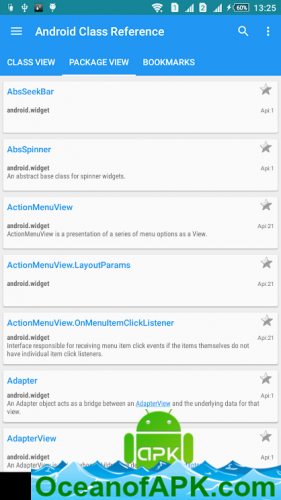 60% 13:25
Android Class Reference
CLASS VIEW PACKAGE VIEW BOOKMARKS
AbsSeekBar
android.widget Api:1
AbsSpinner
android.widget Api:1
An abstract base class for spinner widgets.
ActionMenuView
android.widget Api:21
ActionMenuView is a presentation of a series of menu options as a View.
ActionMenuView.LayoutParams
android.widget Api:21
ActionMenuView.OnMenuItemClickListener
android.widget Api:21
Interface responsible for receiving menu item click events if the items themselves do not
have individual item click listeners.
Adapter
android.widget Api:1
An Adapter object acts as a bridge between an AdapterView and the underlying data for that
view.
AdapterView
android.widget Api:1
An AdapterView is
APK
OceanofAPK.com